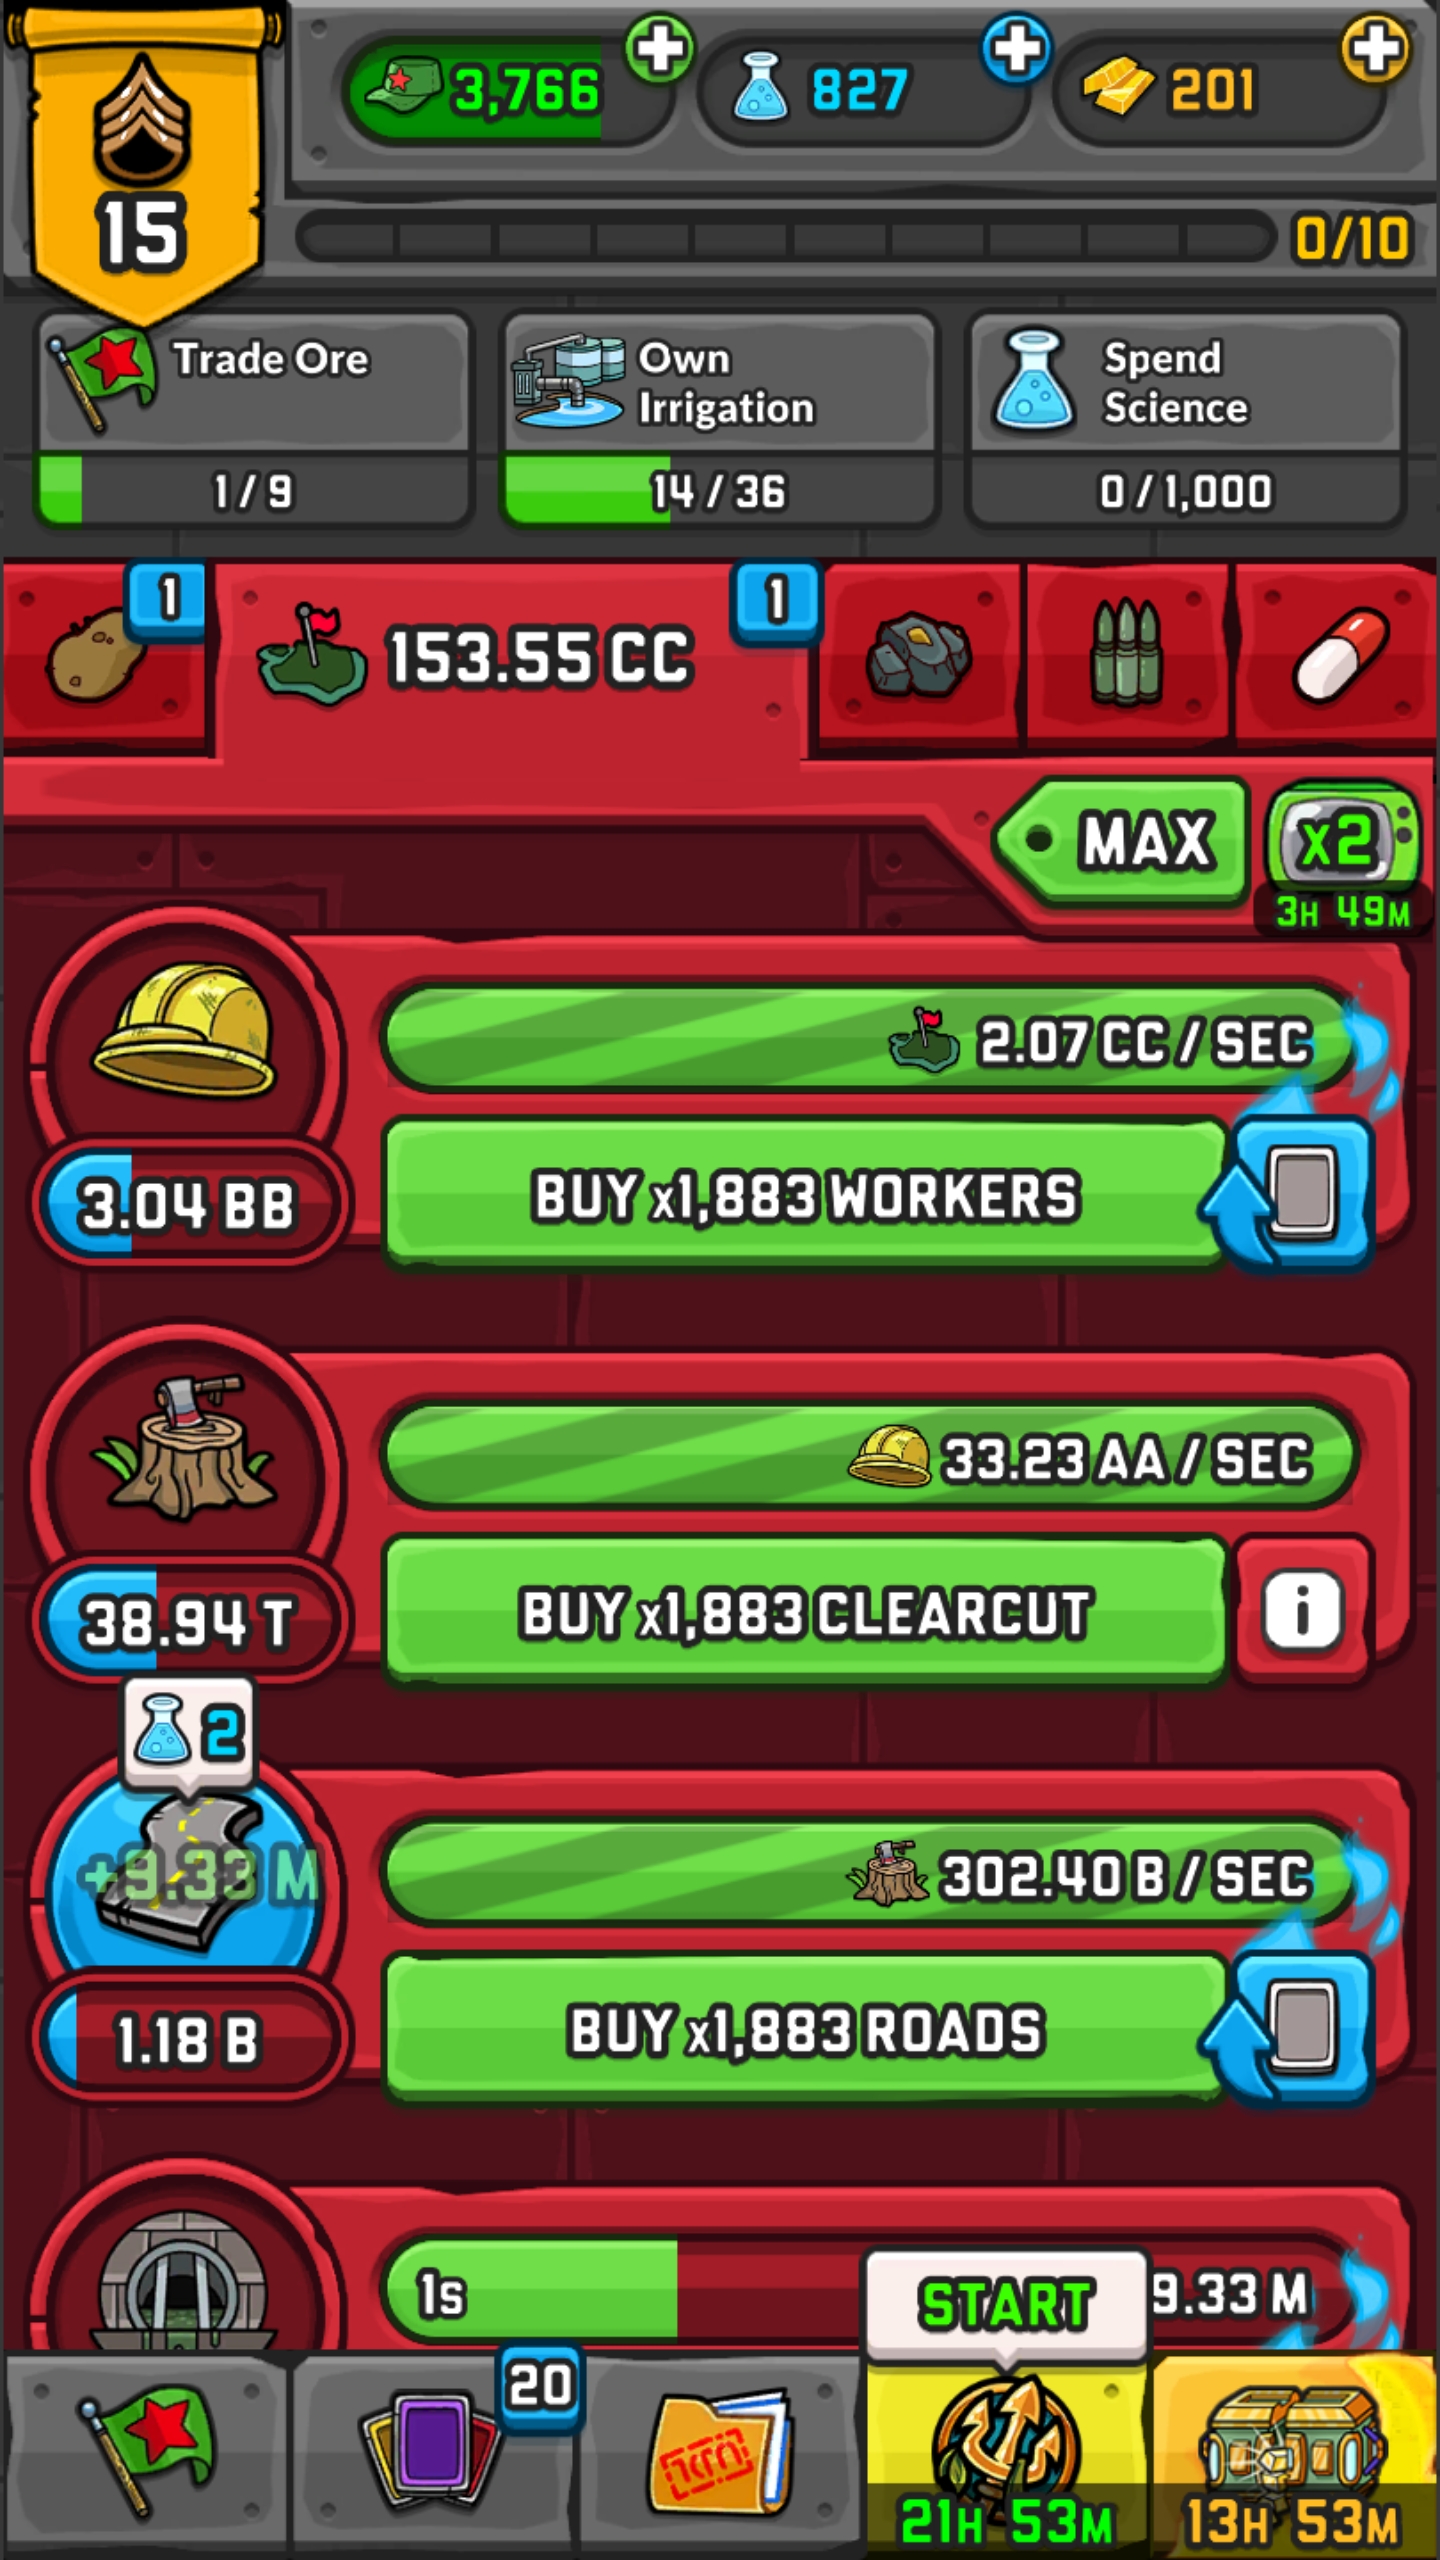 3,766
827
201
15
0/10
Trade Ore
Own
Irrigation
Spend
Science
1 / 9
14 / 36
0 / 1,000
1
153.55 CC
1
MAX
x2
3H 49M
2.07 CC / SEC
3.04 BB
BUY x1,883 WORKERS
33.23 AA / SEC
38.94 T
BUY x1,883 CLEARCUT
i
2
+9.33 M
302.40 B / SEC
1.18 B
BUY x1,883 ROADS
1s
9.33 M
START
20
21H 53M
13H 53M